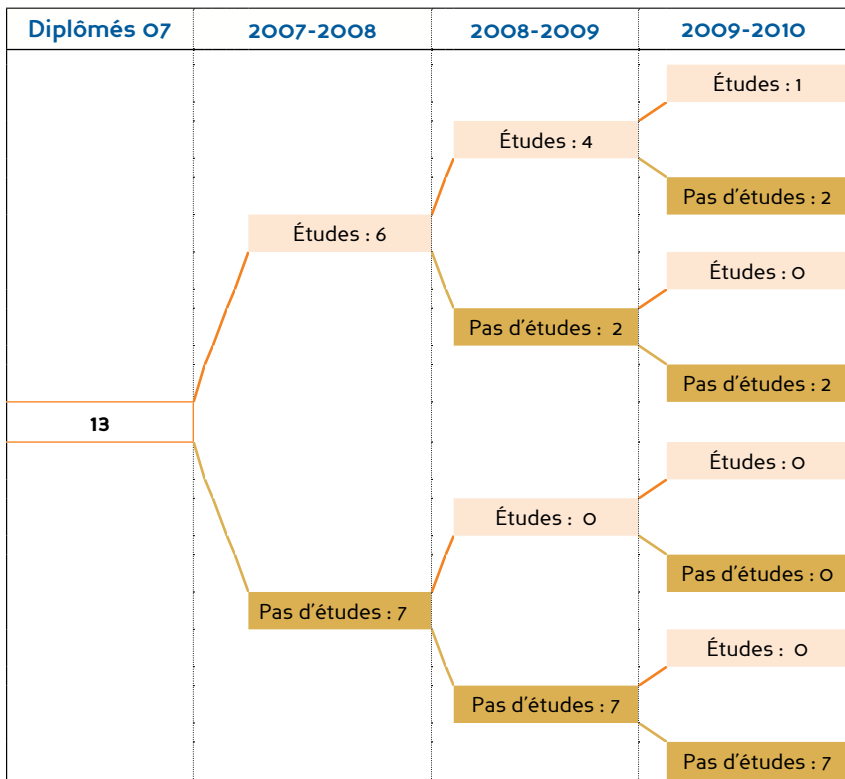 Diplômés 07 2007-2008 2008-2009 2009-2010
Études : 1
Études : 4
Pas d'études : 2
Études : 6
Études : 0
Pas d'études : 2
Pas d'études : 2
13
Études : 0
Études : 0
Pas d'études : 0
Pas d'études : 7
Études : 0
Pas d'études : 7
Pas d'études : 7